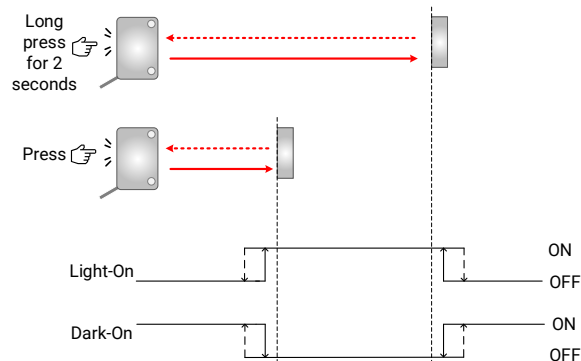 Long
press
for 2
seconds
Press
ON
Light-On
OFF
ON
Dark-On
OFF